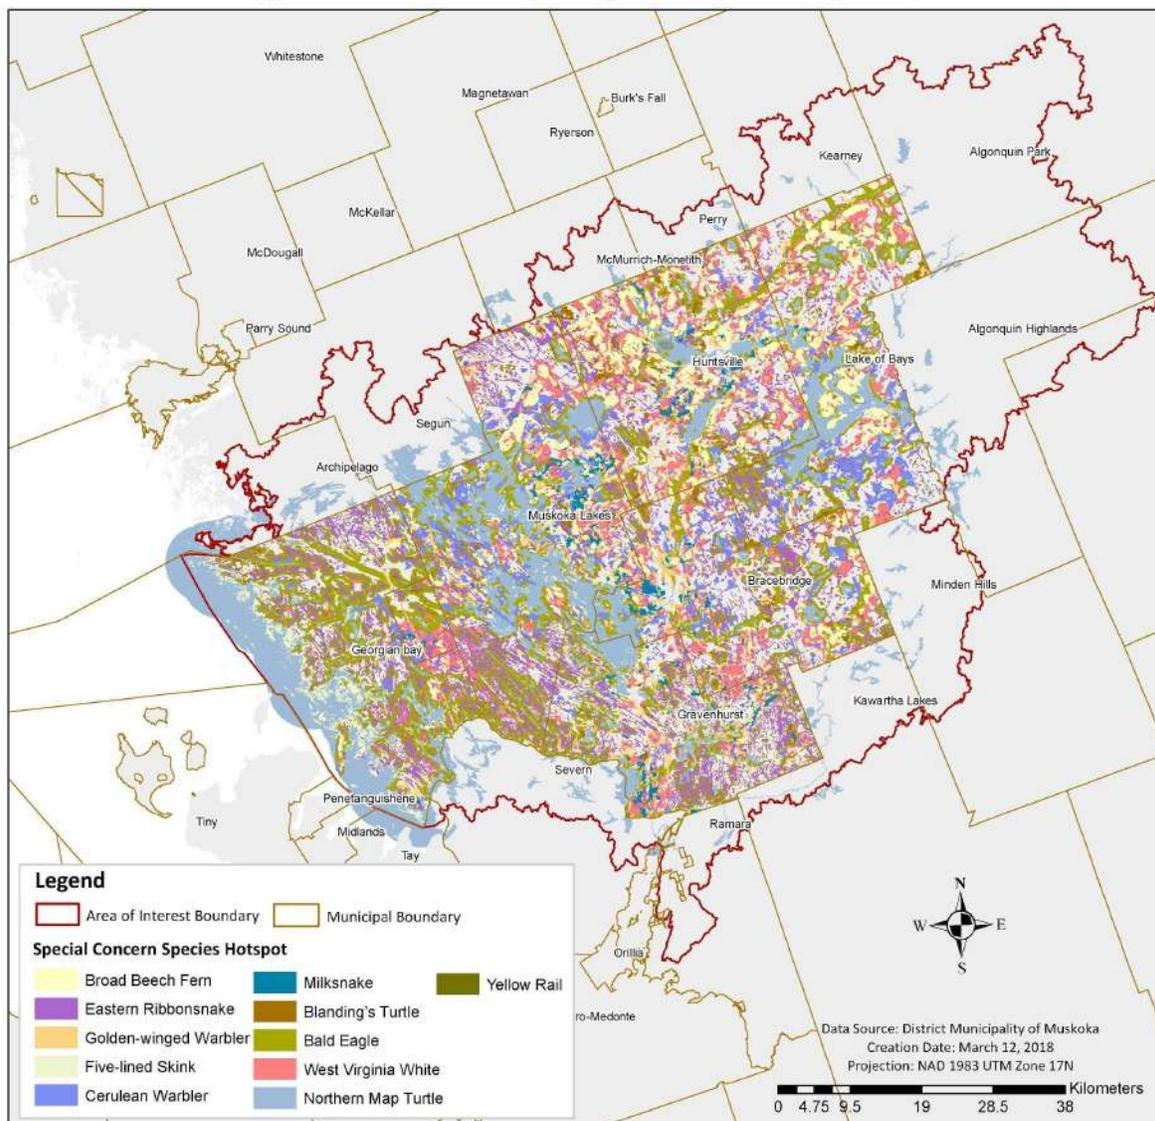 Whitestone
Magnetawan
Burk's Fall
Ryerson
Kearney
Algonquin Park
McKellar
Perry
McDougall
McMurrich-Monetith
Parry Sound
Algonquin Highlands
Huntsville
Lake of Bays
Segun
Archipelago
Muskoka Lakes
Bracebridge
Minden Hills
Georgian bay
Kawartha Lakes
Gravenhurst
Severn
Penetanguishene
Tiny
Midlands
Ramara
Tay
Orillia
ro-Medonte
Legend
Area of Interest Boundary
Municipal Boundary
Special Concern Species Hotspot
Broad Beech Fern
Eastern Ribbonsnake
Golden-winged Warbler
Five-lined Skink
Cerulean Warbler
Milksnake
Blanding's Turtle
Bald Eagle
West Virginia White
Northern Map Turtle
Yellow Rail
N
W E
S
Data Source: District Municipality of Muskoka
Creation Date: March 12, 2018
Projection: NAD 1983 UTM Zone 17N
Kilometers
0 4.75 9.5 19 28.5 38